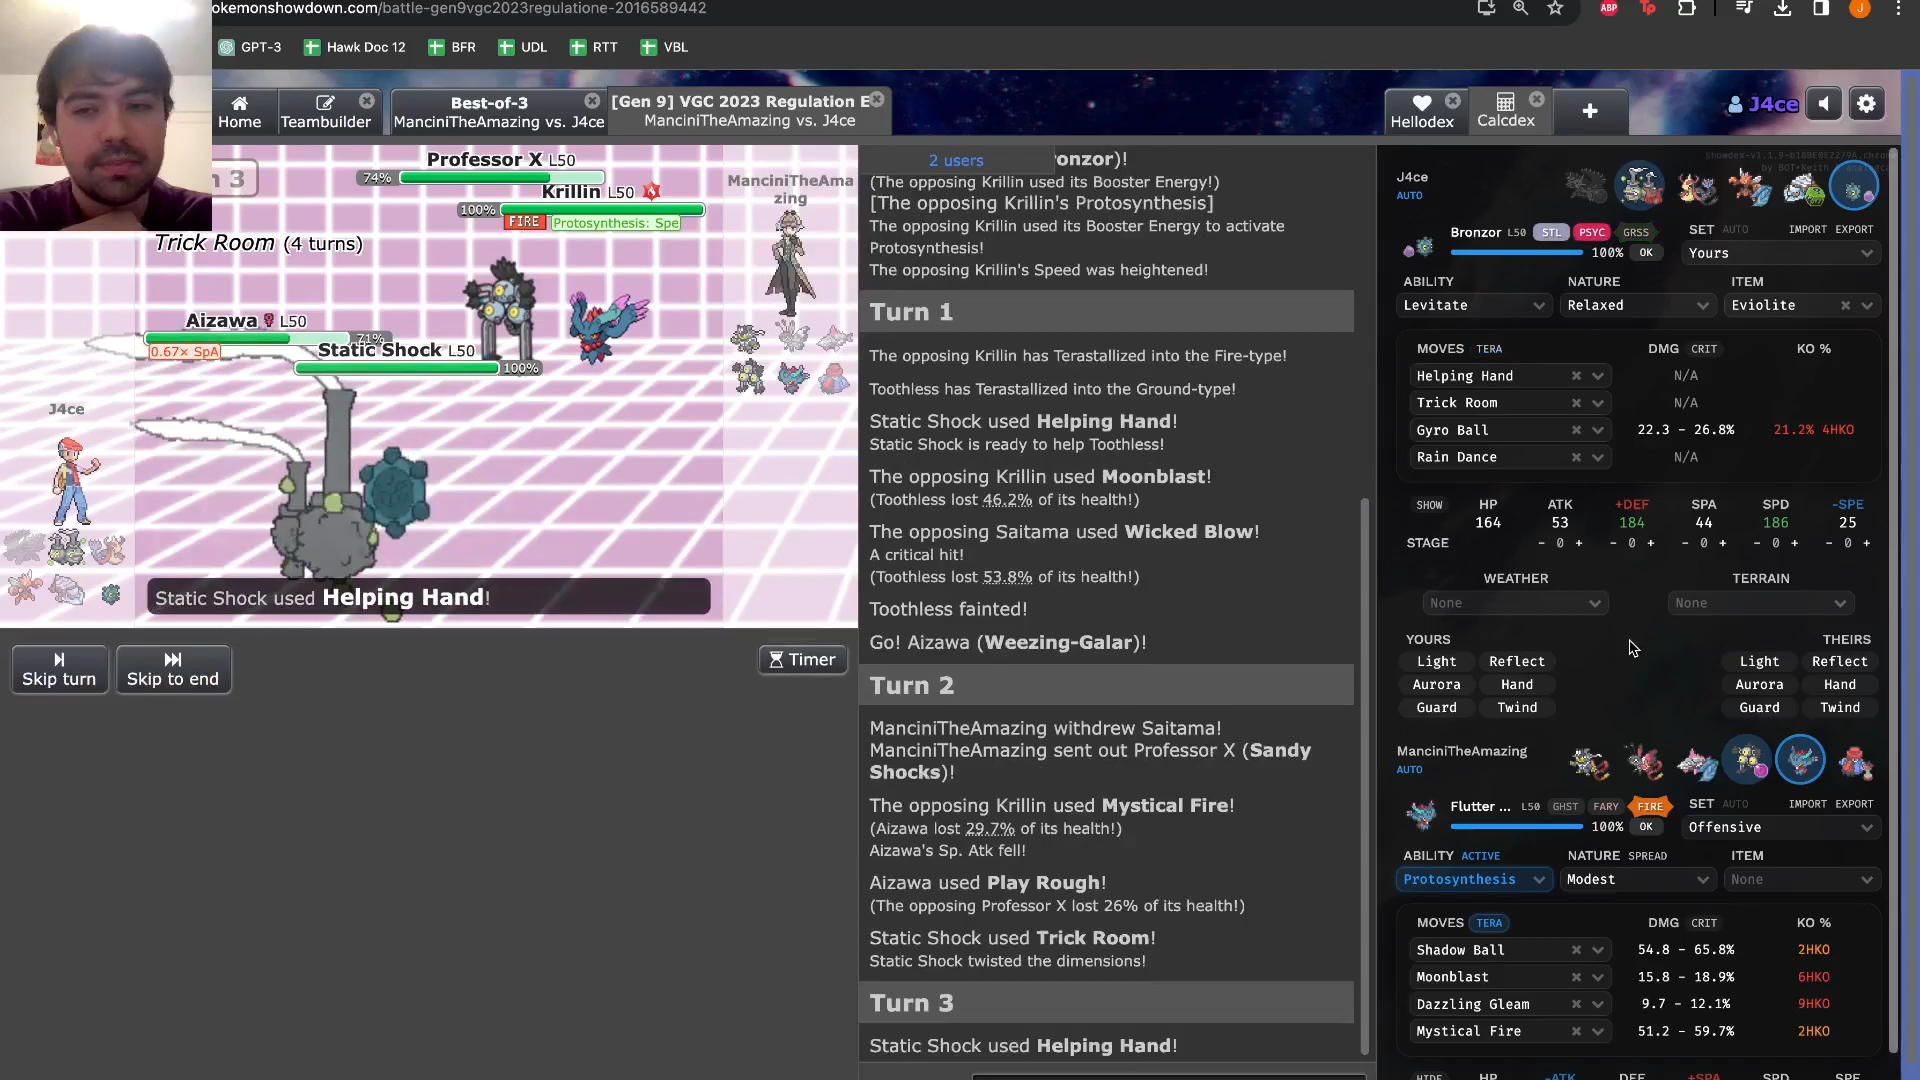 okemonshowdown.com/battle-gen9vgc2023regulatione-2016589442
GPT-3
Hawk Doc 12
BFR
UDL
RTT
VBL
Home
Teambuilder
Best-of-3
ManciniTheAmazing vs. J4ce
[Gen 9] VGC 2023 Regulation E
ManciniTheAmazing vs. J4ce
Hellodex
Calcdex
J4ce
n 3
Professor X L50
74%
Krillin L50
100%
FIRE Protosynthesis: Spe
Trick Room (4 turns)
Aizawa L50
71%
0.67× SpA
Static Shock L50
100%
ManciniTheAma
zing
J4ce
Static Shock used Helping Hand!
Skip turn
Skip to end
Timer
2 users
onzor)!
(The opposing Krillin used its Booster Energy!)
[The opposing Krillin's Protosynthesis]
The opposing Krillin used its Booster Energy to activate
Protosynthesis!
The opposing Krillin's Speed was heightened!
Turn 1
The opposing Krillin has Terastallized into the Fire-type!
Toothless has Terastallized into the Ground-type!
Static Shock used Helping Hand!
Static Shock is ready to help Toothless!
The opposing Krillin used Moonblast!
(Toothless lost 46.2% of its health!)
The opposing Saitama used Wicked Blow!
A critical hit!
(Toothless lost 53.8% of its health!)
Toothless fainted!
Go! Aizawa (Weezing-Galar)!
Turn 2
ManciniTheAmazing withdrew Saitama!
ManciniTheAmazing sent out Professor X (Sandy
Shocks)!
The opposing Krillin used Mystical Fire!
(Aizawa lost 29.7% of its health!)
Aizawa's Sp. Atk fell!
Aizawa used Play Rough!
(The opposing Professor X lost 26% of its health!)
Static Shock used Trick Room!
Static Shock twisted the dimensions!
Turn 3
Static Shock used Helping Hand!
J4ce
AUTO
Bronzor L50 STL PSYC GRSS
100% OK
SET AUTO IMPORT EXPORT
Yours
ABILITY NATURE ITEM
Levitate Relaxed Eviolite
MOVES TERA DMG CRIT KO %
Helping Hand N/A
Trick Room N/A
Gyro Ball 22.3 - 26.8% 21.2% 4HKO
Rain Dance N/A
SHOW HP ATK +DEF SPA SPD -SPE
164 53 184 44 186 25
STAGE - 0 + - 0 + - 0 + - 0 + - 0 +
WEATHER TERRAIN
None None
YOURS THEIRS
Light Reflect Light Reflect
Aurora Hand Aurora Hand
Guard Twind Guard Twind
ManciniTheAmazing
AUTO
Flutter ... L50 GHST FARY FIRE
100% OK
SET AUTO IMPORT EXPORT
Offensive
ABILITY ACTIVE NATURE SPREAD ITEM
Protosynthesis Modest None
MOVES TERA DMG CRIT KO %
Shadow Ball 54.8 - 65.8% 2HKO
Moonblast 15.8 - 18.9% 6HKO
Dazzling Gleam 9.7 - 12.1% 9HKO
Mystical Fire 51.2 - 59.7% 2HKO
HIDE HP -ATK DEF +SPA SPD SPE